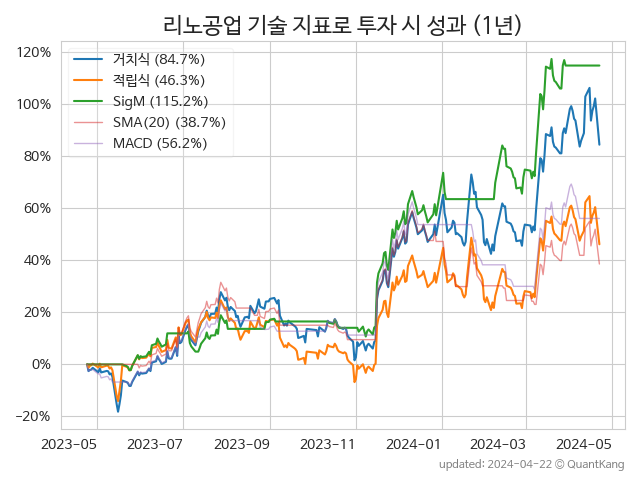 리노공업 기술 지표로 투자 시 성과 (1년)
거치식 (84.7%)
적립식 (46.3%)
SigM (115.2%)
SMA(20) (38.7%)
MACD (56.2%)
120%
100%
80%
60%
40%
20%
0%
−20%
2023-05 2023-07 2023-09 2023-11 2024-01 2024-03 2024-05
updated: 2024-04-22 © QuantKang